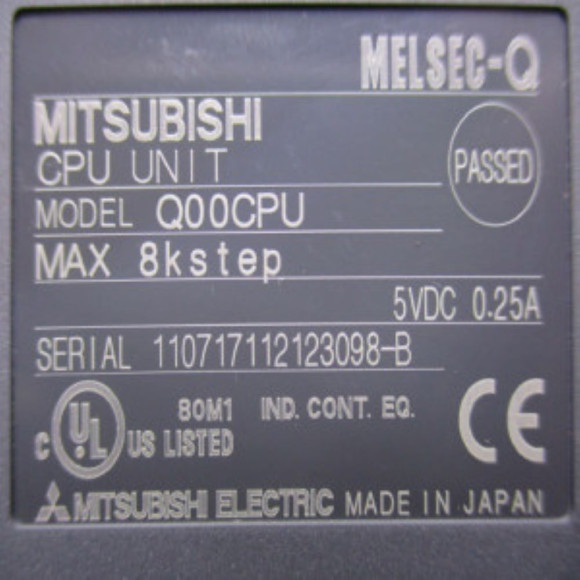 MELSEC-Q
MITSUBISHI
CPU UNIT
PASSED
MODEL Q00CPU
MAX 8kstep
5VDC 0.25A
SERIAL 110717112123098-B
C UL US LISTED
80M1 IND. CONT. EQ.
CE
MITSUBISHI ELECTRIC MADE IN JAPAN